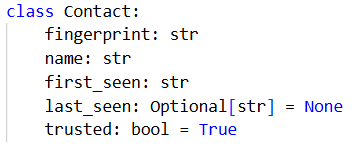 class Contact:
    fingerprint: str
    name: str
    first_seen: str
    last_seen: Optional[str] = None
    trusted: bool = True